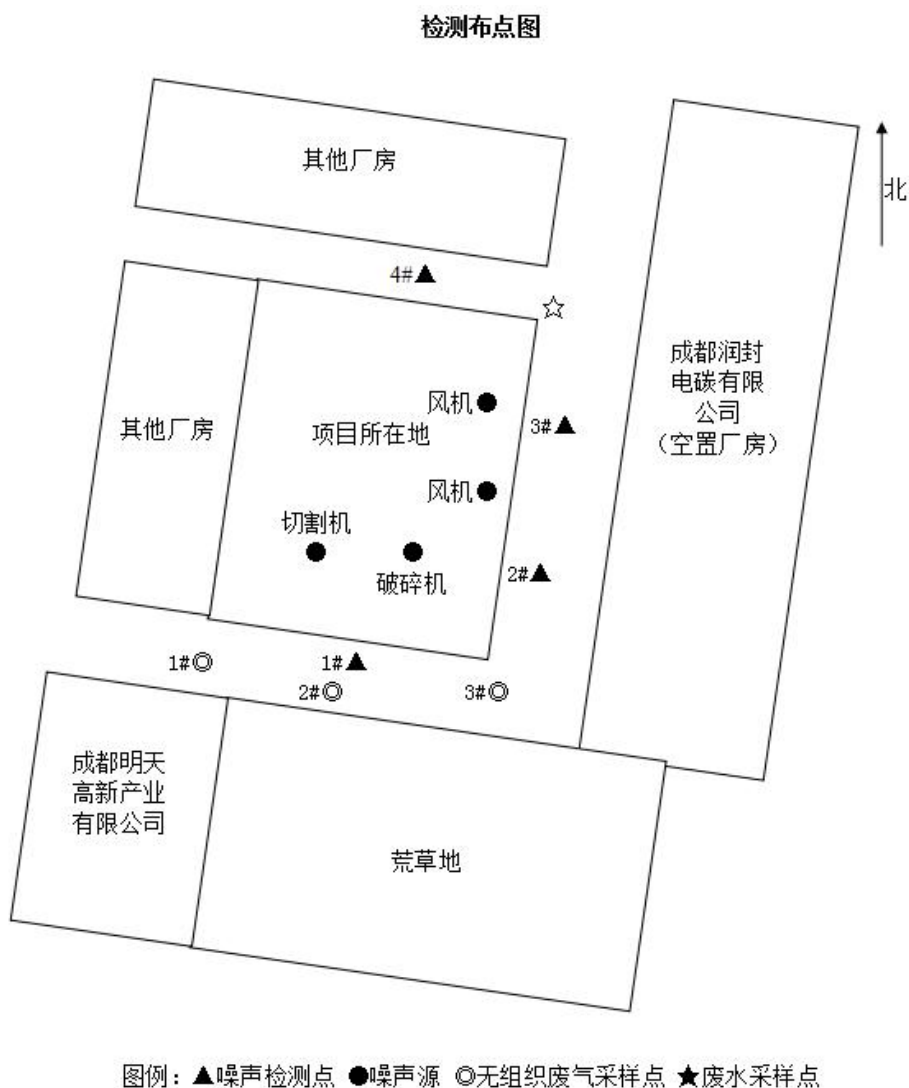 检测布点图
其他厂房
北
4#▲
☆
成都润封
电碳有限
公司
（空置厂房）
风机●
3#▲
其他厂房
项目所在地
风机●
切割机
●
●
破碎机
2#▲
1#◎
1#▲
2#◎
3#◎
成都明天
高新产业
有限公司
荒草地
图例：▲噪声检测点 ●噪声源 ◎无组织废气采样点 ★废水采样点